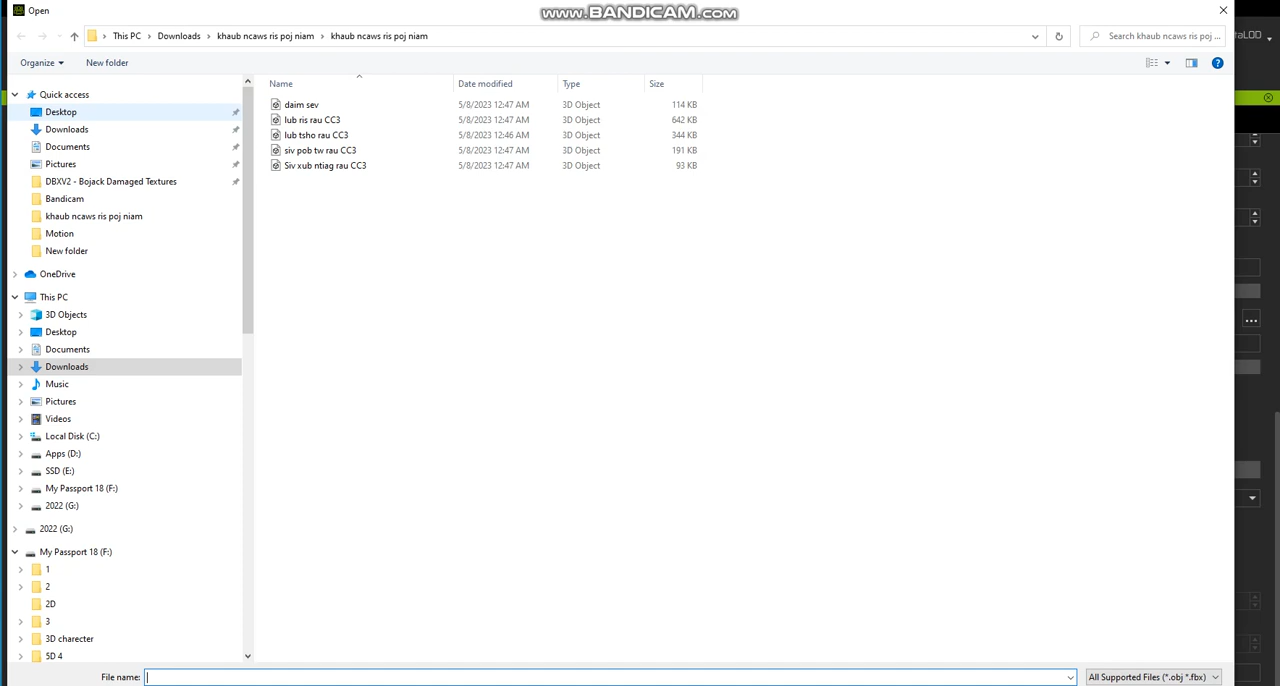 Open
www.BANDICAM.com
This PC > Downloads > khaub ncaws ris poj niam > khaub ncaws ris poj niam
Search khaub ncaws ris poj ...
taLOD
Organize
New folder
Name
Date modified
Type
Size
daim sev 5/8/2023 12:47 AM 3D Object 114 KB
lub ris rau CC3 5/8/2023 12:47 AM 3D Object 642 KB
lub tsho rau CC3 5/8/2023 12:46 AM 3D Object 344 KB
siv pob tw rau CC3 5/8/2023 12:47 AM 3D Object 191 KB
Siv xub ntiag rau CC3 5/8/2023 12:47 AM 3D Object 93 KB
Quick access
Desktop
Downloads
Documents
Pictures
DBXV2 - Bojack Damaged Textures
Bandicam
khaub ncaws ris poj niam
Motion
New folder
OneDrive
This PC
3D Objects
Desktop
Documents
Downloads
Music
Pictures
Videos
Local Disk (C:)
Apps (D:)
SSD (E:)
My Passport 18 (F:)
2022 (G:)
2022 (G:)
My Passport 18 (F:)
1
2
2D
3
3D charecter
5D 4
File name:
All Supported Files (*.obj *.fbx)